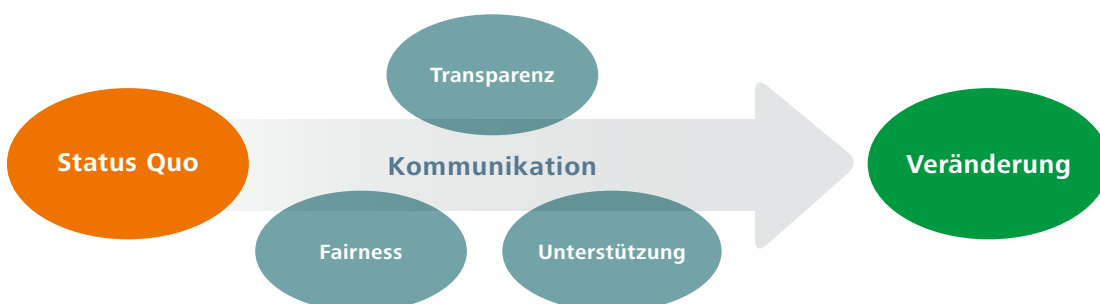 Transparenz
Status Quo
Kommunikation
Veränderung
Fairness
Unterstützung